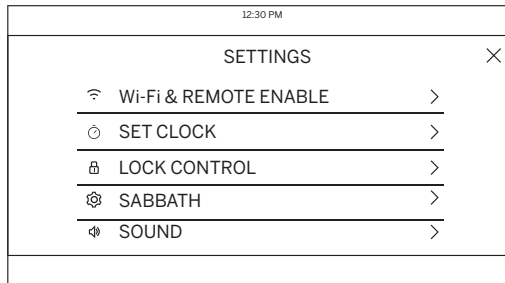 12:30 PM
SETTINGS
Wi-Fi & REMOTE ENABLE
SET CLOCK
LOCK CONTROL
SABBATH
SOUND